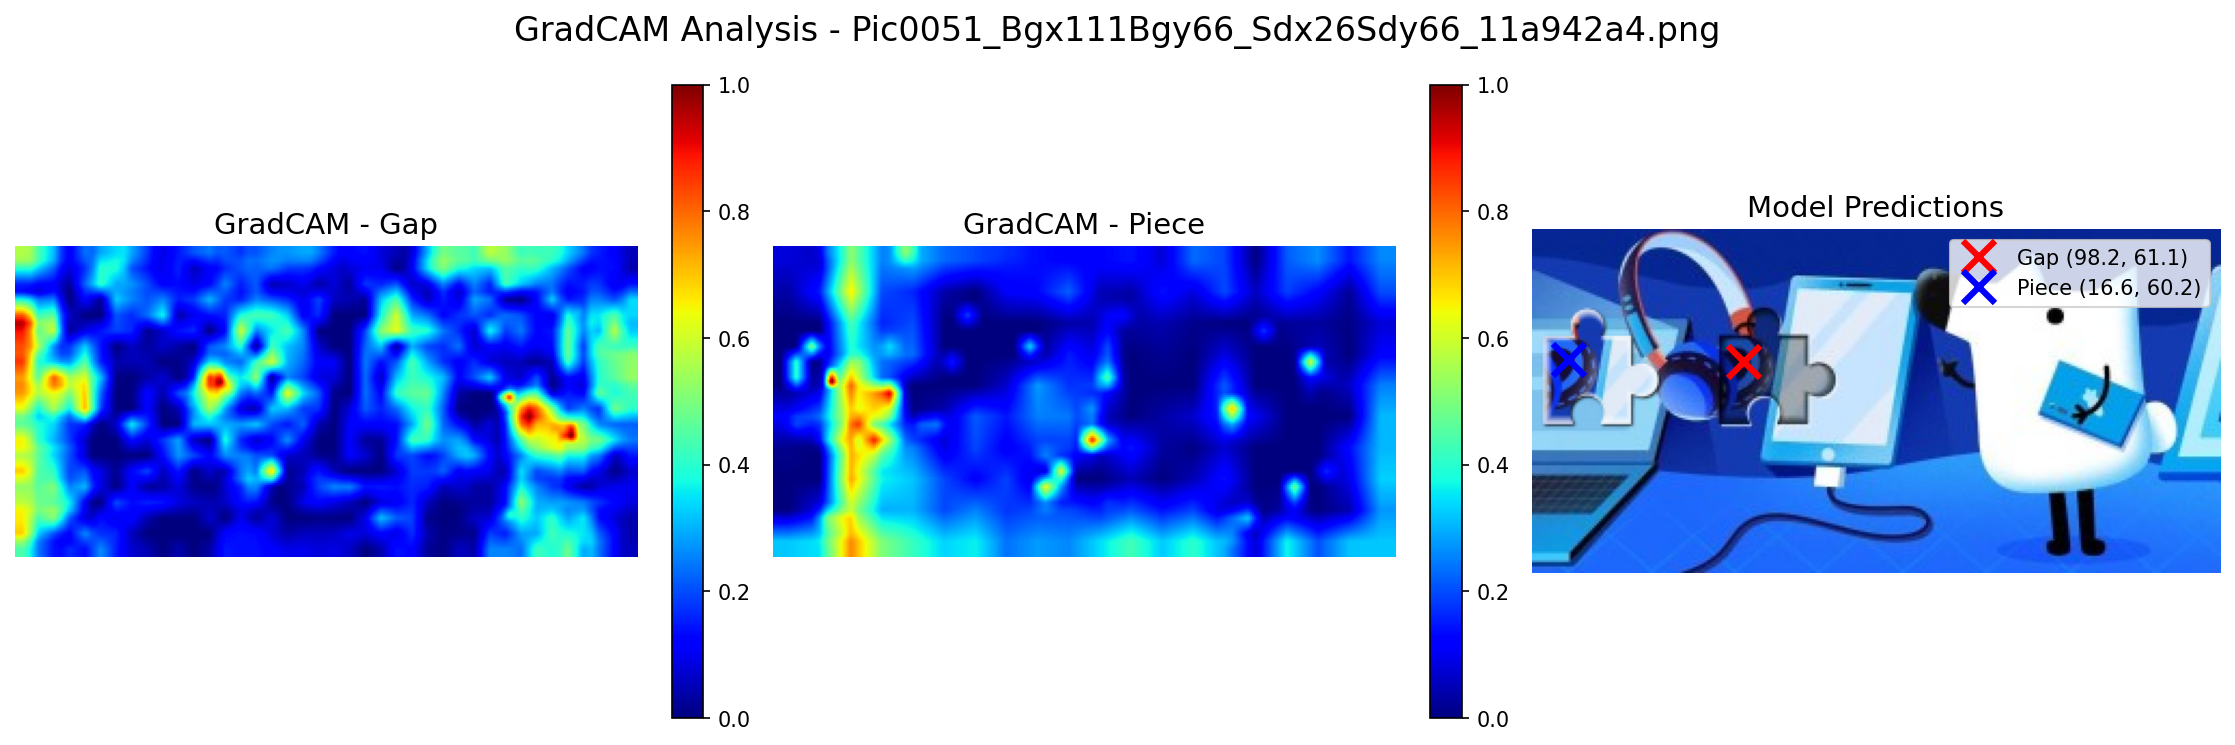 GradCAM Analysis - Pic0051_Bgx111Bgy66_Sdx26Sdy66_11a942a4.png
GradCAM - Gap
1.0
0.8
0.6
0.4
0.2
0.0
GradCAM - Piece
1.0
0.8
0.6
0.4
0.2
0.0
Model Predictions
Gap (98.2, 61.1)
Piece (16.6, 60.2)